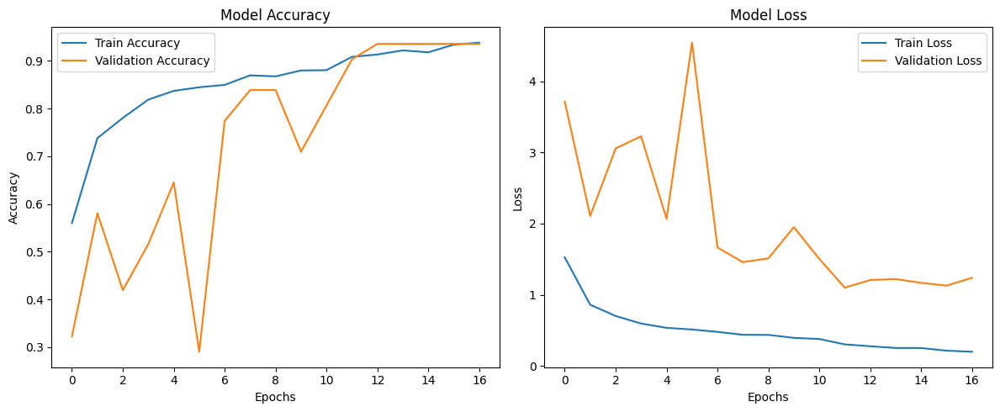 Model Accuracy
Train Accuracy
Validation Accuracy
Accuracy
0.9
0.8
0.7
0.6
0.5
0.4
0.3
0 2 4 6 8 10 12 14 16
Epochs
Model Loss
Train Loss
Validation Loss
Loss
4
3
2
1
0
0 2 4 6 8 10 12 14 16
Epochs